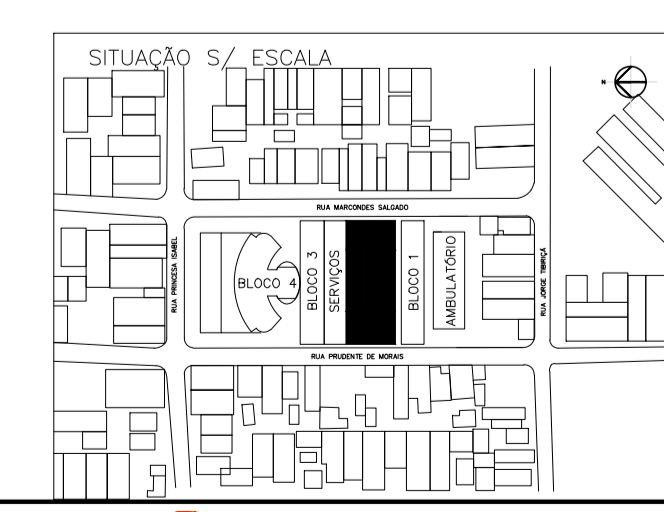 SITUAÇÃO S/ ESCALA
N
RUA MARCONDES SALGADO
RUA PRINCESA ISABEL
BLOCO 4
BLOCO 3
SERVIÇOS
BLOCO 1
AMBULATÓRIO
RUA JORGE TIBIRIÇÁ
RUA PRUDENTE DE MORAIS